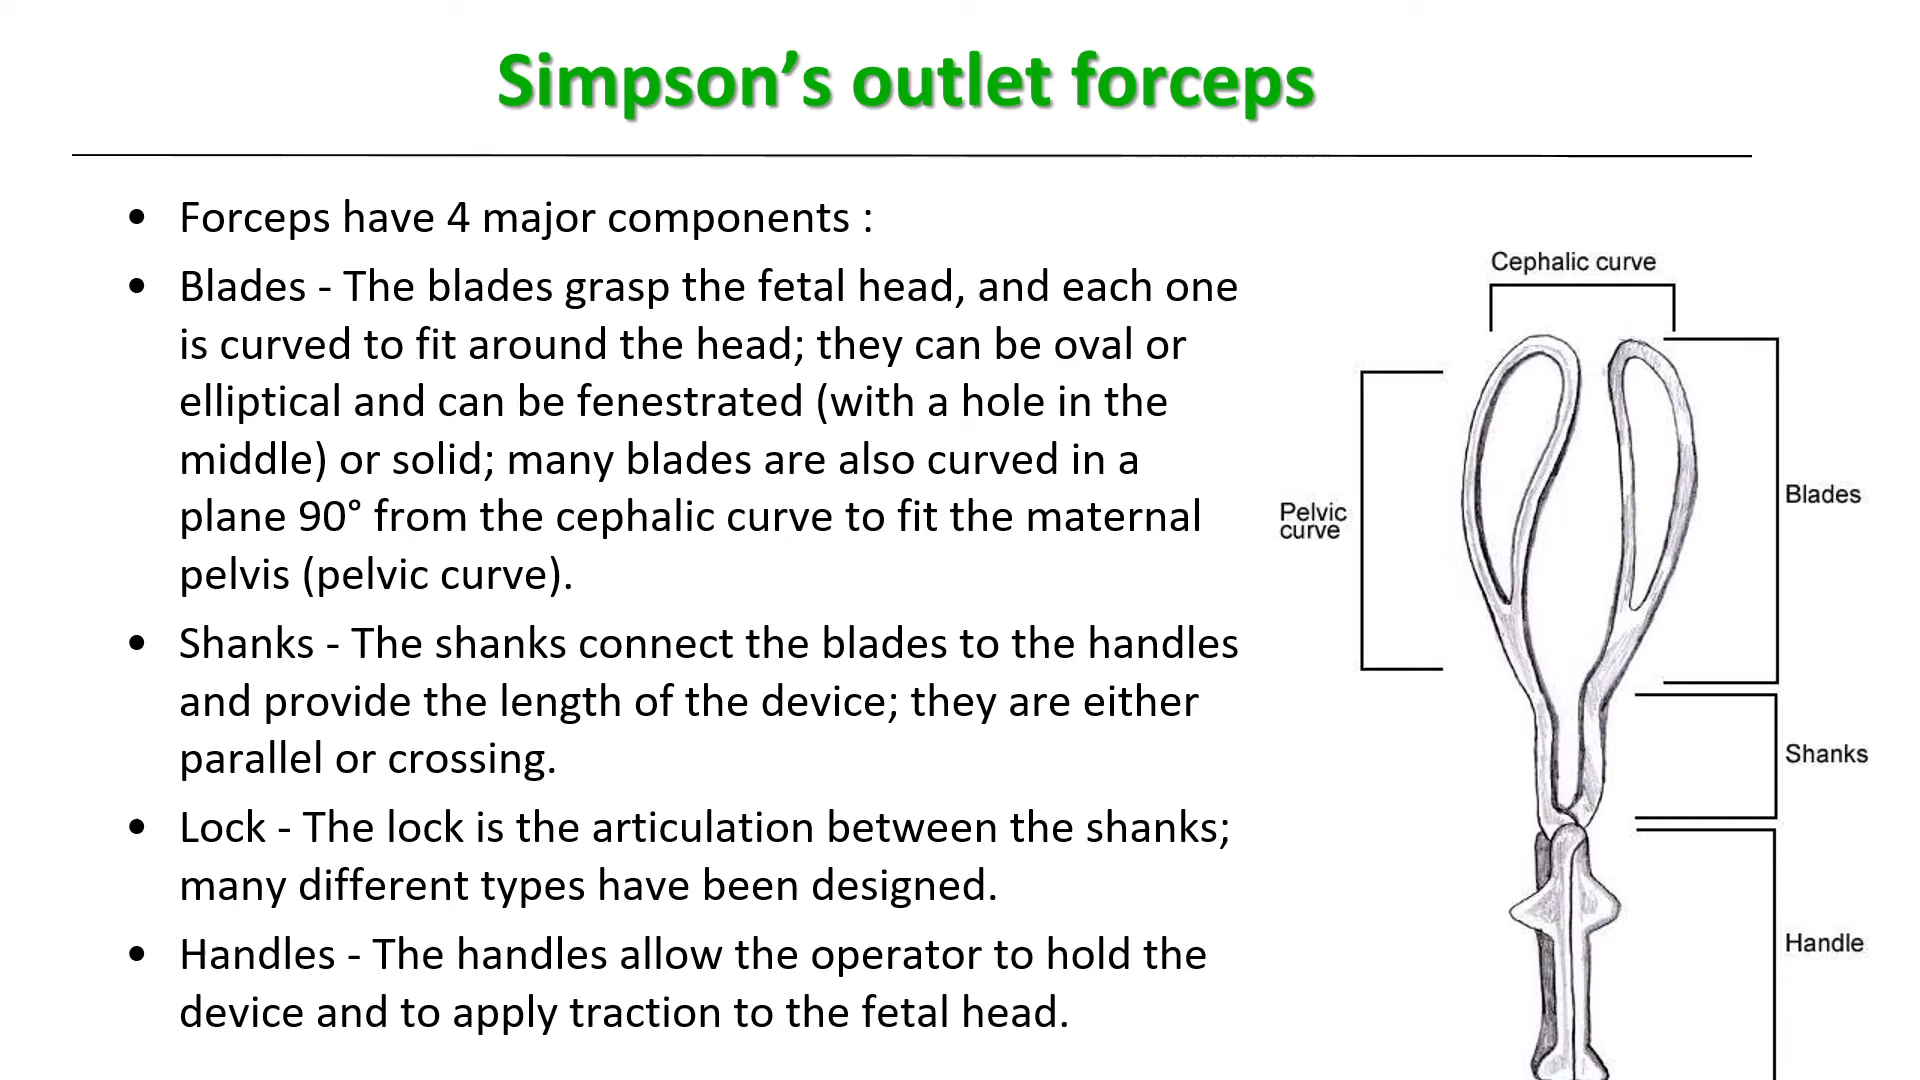 Simpson’s outlet forceps
• Forceps have 4 major components :
• Blades - The blades grasp the fetal head, and each one
is curved to fit around the head; they can be oval or
elliptical and can be fenestrated (with a hole in the
middle) or solid; many blades are also curved in a
plane 90° from the cephalic curve to fit the maternal
pelvis (pelvic curve).
• Shanks - The shanks connect the blades to the handles
and provide the length of the device; they are either
parallel or crossing.
• Lock - The lock is the articulation between the shanks;
many different types have been designed.
• Handles - The handles allow the operator to hold the
device and to apply traction to the fetal head.
Cephalic curve
Pelvic
curve
Blades
Shanks
Handle